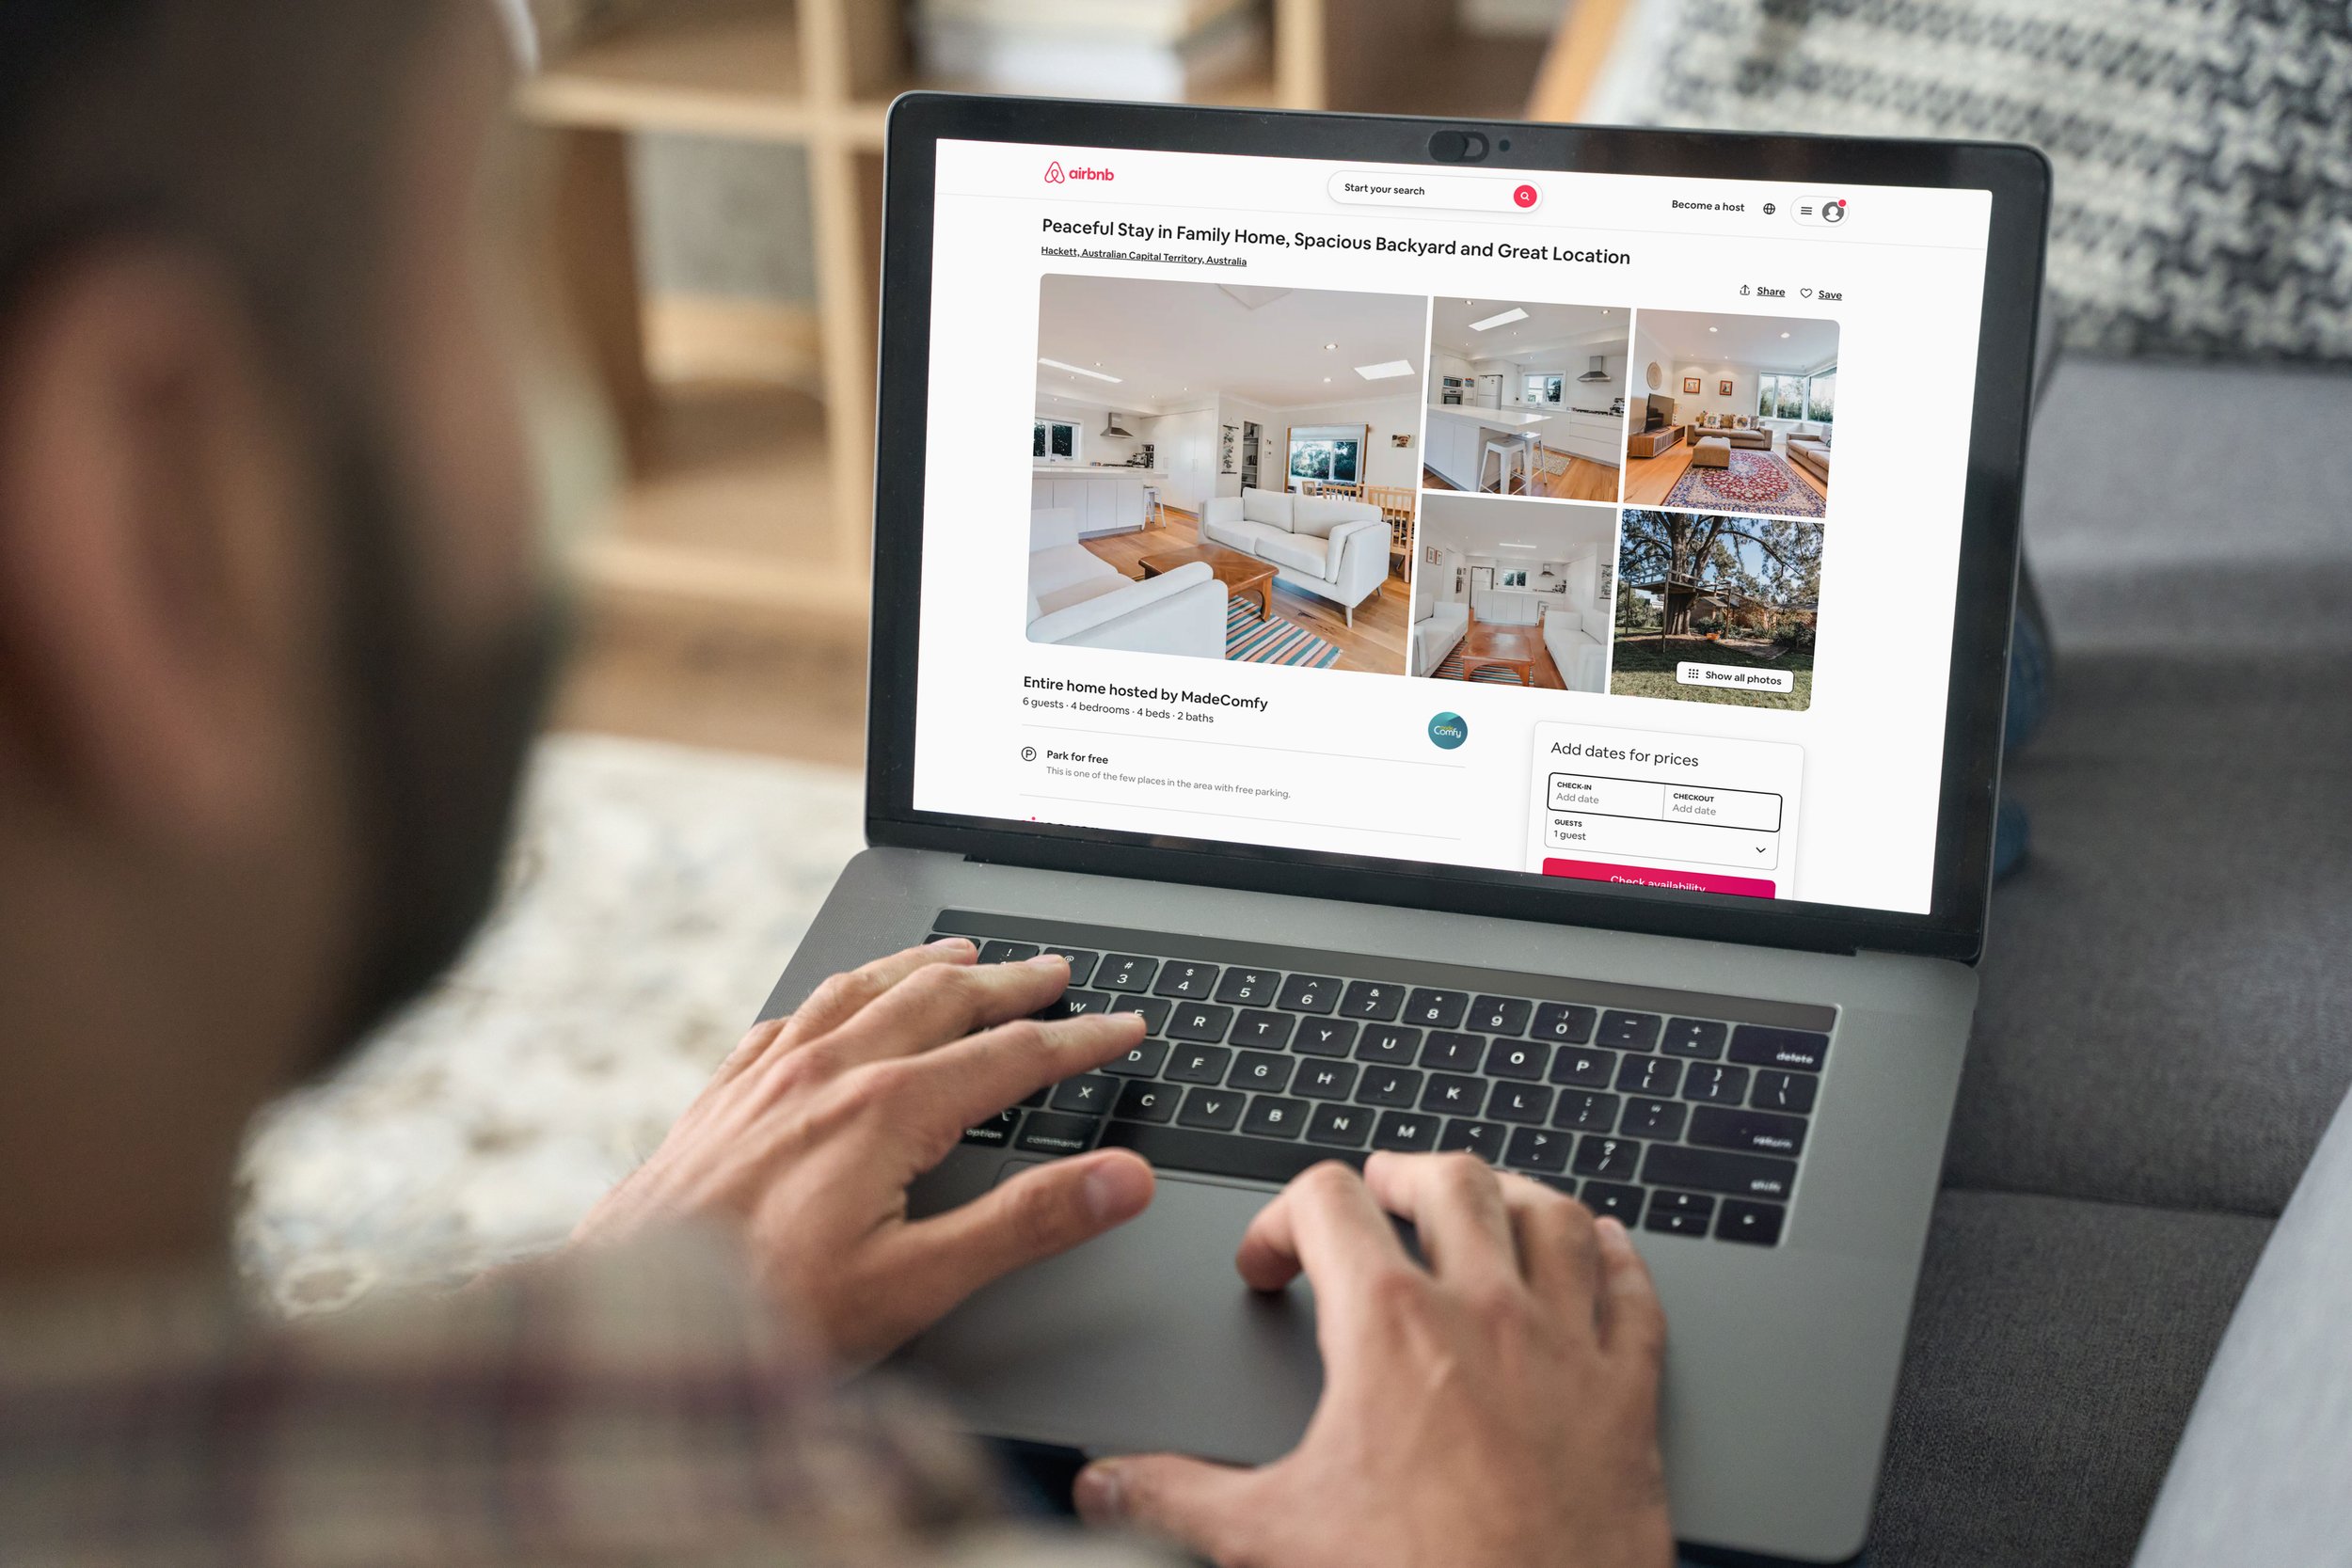 airbnb
Start your search
Become a host
Peaceful Stay in Family Home, Spacious Backyard and Great Location
Hackett, Australian Capital Territory, Australia
Share
Save
Show all photos
Entire home hosted by MadeComfy
6 guests · 4 bedrooms · 4 beds · 2 baths
Comfy
Park for free
This is one of the few places in the area with free parking.
Add dates for prices
CHECK-IN
Add date
CHECKOUT
Add date
GUESTS
1 guest
Check availability
! @ # 3 $ 4 % 5 ^ 6 & 7 * 8 ( 9 ) 0 — - + = delete
W E R T Y U I O P { [ } ] | \
D F G H J K L : ; " ' return
X C V B N M < , > . ? / shift
option command